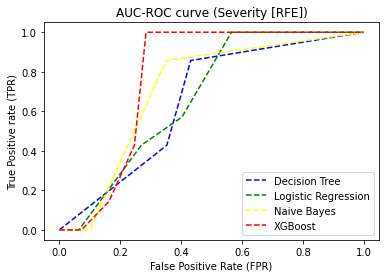 AUC-ROC curve (Severity [RFE])
True Positive rate (TPR)
1.0
0.8
0.6
0.4
0.2
0.0
Decision Tree
Logistic Regression
Naive Bayes
XGBoost
0.0 0.2 0.4 0.6 0.8 1.0
False Positive Rate (FPR)